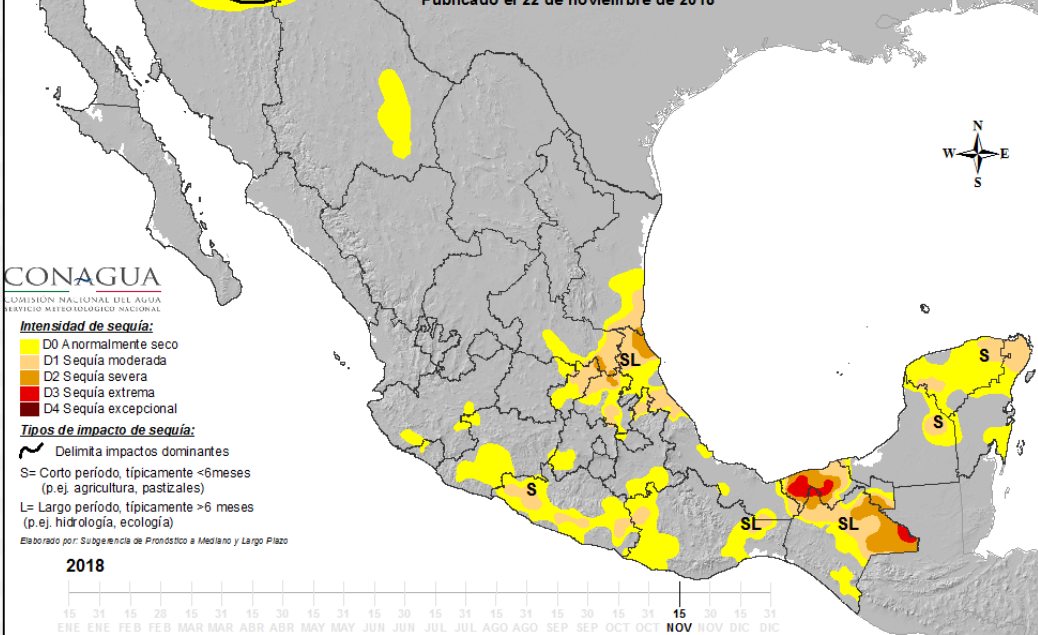 Publicado el 22 de noviembre de 2018
N
W E
S
CONAGUA
COMISIÓN NACIONAL DEL AGUA
SERVICIO METEOROLÓGICO NACIONAL
Intensidad de sequía:
D0 Anormalmente seco
D1 Sequía moderada
D2 Sequía severa
D3 Sequía extrema
D4 Sequía excepcional
Tipos de impacto de sequía:
Delimita impactos dominantes
S= Corto período, típicamente <6meses
(p.ej. agricultura, pastizales)
L= Largo período, típicamente >6 meses
(p.ej. hidrología, ecología)
Elaborado por: Subgerencia de Pronóstico a Mediano y Largo Plazo
SL
S
S
S
SL
SL
2018
15 31 15 28 15 31 15 30 15 31 15 30 15 31 15 31 15 30 15 31 15 30 15 31
ENE ENE FEB FEB MAR MAR ABR ABR MAY MAY JUN JUN JUL JUL AGO AGO SEP SEP OCT OCT NOV NOV DIC DIC